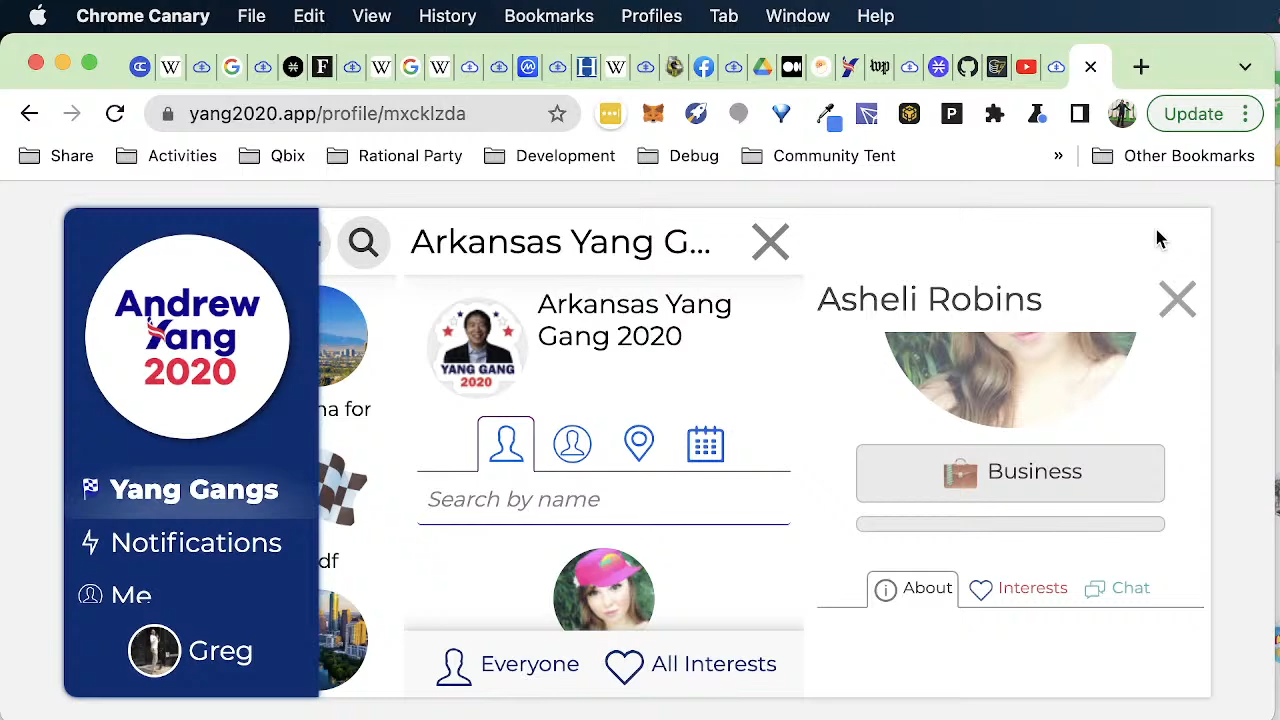 Chrome Canary File Edit View History Bookmarks Profiles Tab Window Help
yang2020.app/profile/mxcklzda
Update
Share Activities Qbix Rational Party Development Debug Community Tent » Other Bookmarks
Andrew
Yang
2020
Yang Gangs
Notifications
Me
Greg
na for
df
Arkansas Yang G...
Arkansas Yang
Gang 2020
YANG GANG
2020
Search by name
Everyone All Interests
Asheli Robins
Business
About Interests Chat